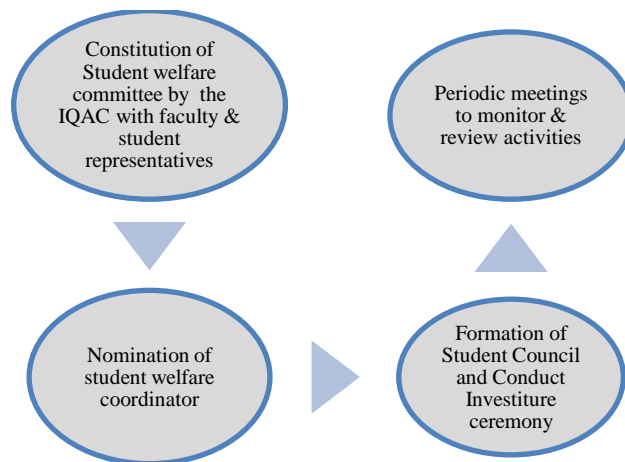 Constitution of
Student welfare
committee by the
IQAC with faculty &
student
representatives
Nomination of
student welfare
coordinator
Formation of
Student Council
and Conduct
Investiture
ceremony
Periodic meetings
to monitor &
review activities